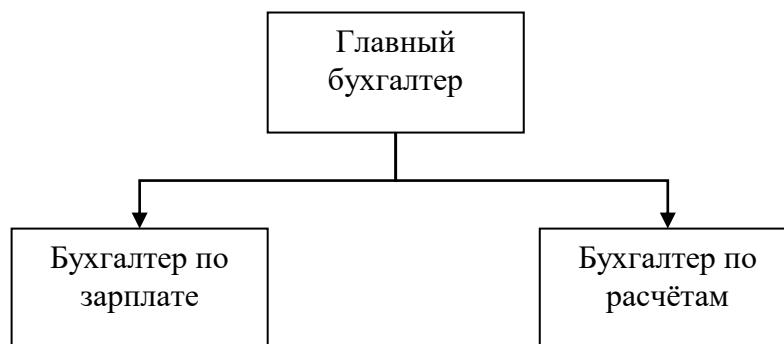 Главный
бухгалтер
Бухгалтер по
зарплате
Бухгалтер по
расчётам